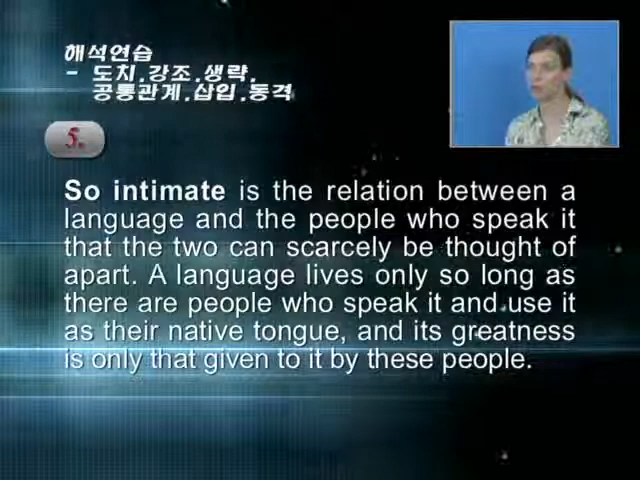 해석연습
- 도치.강조.생략.
공통관계.삽입.동격
5.
So intimate is the relation between a
language and the people who speak it
that the two can scarcely be thought of
apart. A language lives only so long as
there are people who speak it and use it
as their native tongue, and its greatness
is only that given to it by these people.